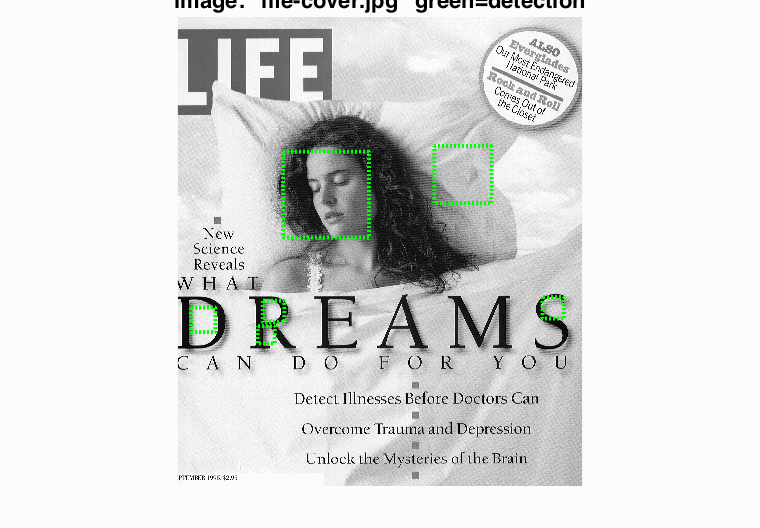 image: "life-cover.jpg" green=detection
LIFE
ALSO
Everglades
Our Most Endangered
National Park
Rock and Roll
Comes Out of
the Closet
New
Science
Reveals
WHAT
DREAMS
CAN DO FOR YOU
Detect Illnesses Before Doctors Can
Overcome Trauma and Depression
Unlock the Mysteries of the Brain